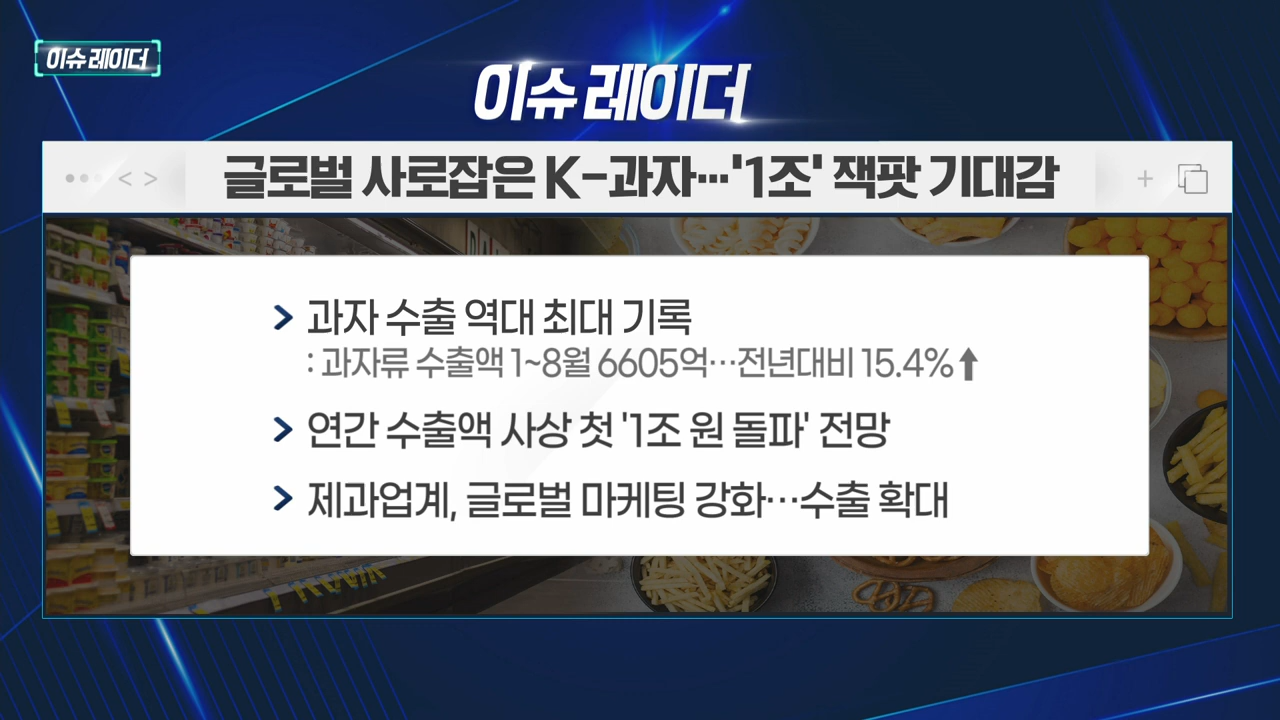 이슈 레이더
이슈 레이더
글로벌 사로잡은 K-과자…'1조' 잭팟 기대감
> 과자 수출 역대 최대 기록
: 과자류 수출액 1~8월 6605억…전년대비 15.4%⬆
> 연간 수출액 사상 첫 '1조 원 돌파' 전망
> 제과업계, 글로벌 마케팅 강화…수출 확대